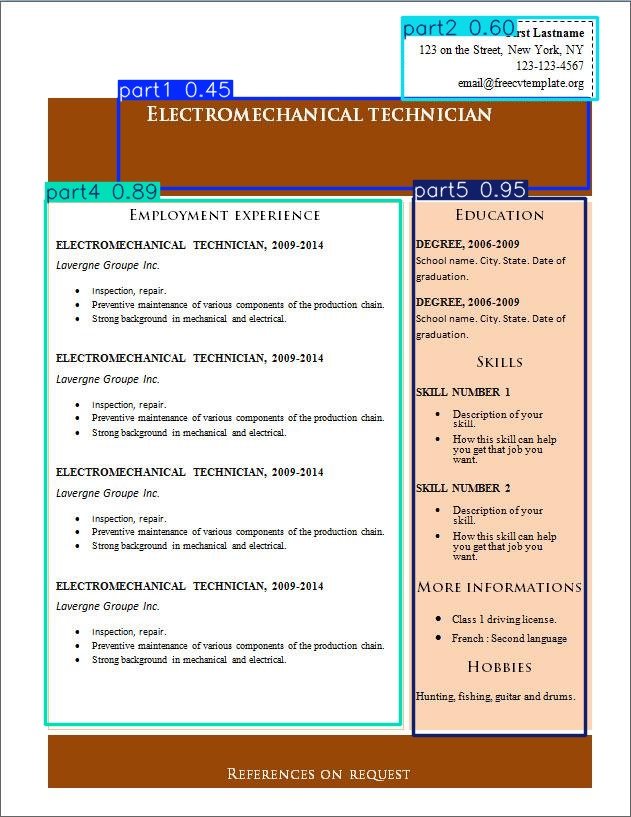 part2 0.60
rst Lastname
123 on the Street, New York, NY
123-123-4567
email@freecvtemplate.org
part1 0.45
ELECTROMECHANICAL TECHNICIAN
part4 0.89
EMPLOYMENT EXPERIENCE
ELECTROMECHANICAL TECHNICIAN, 2009-2014
Lavergne Groupe Inc.
• Inspection, repair.
• Preventive maintenance of various components of the production chain.
• Strong background in mechanical and electrical.
ELECTROMECHANICAL TECHNICIAN, 2009-2014
Lavergne Groupe Inc.
• Inspection, repair.
• Preventive maintenance of various components of the production chain.
• Strong background in mechanical and electrical.
ELECTROMECHANICAL TECHNICIAN, 2009-2014
Lavergne Groupe Inc.
• Inspection, repair.
• Preventive maintenance of various components of the production chain.
• Strong background in mechanical and electrical.
ELECTROMECHANICAL TECHNICIAN, 2009-2014
Lavergne Groupe Inc.
• Inspection, repair.
• Preventive maintenance of various components of the production chain.
• Strong background in mechanical and electrical.
part5 0.95
EDUCATION
DEGREE, 2006-2009
School name. City. State. Date of
graduation.
DEGREE, 2006-2009
School name. City. State. Date of
graduation.
SKILLS
SKILL NUMBER 1
• Description of your
skill.
• How this skill can help
you get that job you
want.
SKILL NUMBER 2
• Description of your
skill.
• How this skill can help
you get that job you
want.
MORE INFORMATIONS
• Class 1 driving license.
• French : Second language
HOBBIES
Hunting, fishing, guitar and drums.
REFERENCES ON REQUEST